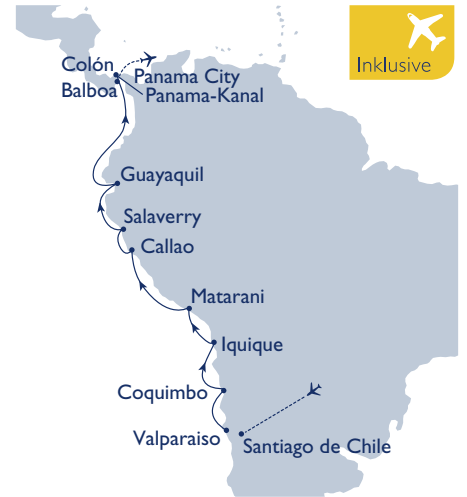 Inklusive
Colón
Panama City
Balboa
Panama-Kanal
Guayaquil
Salaverry
Callao
Matarani
Iquique
Coquimbo
Valparaiso
Santiago de Chile